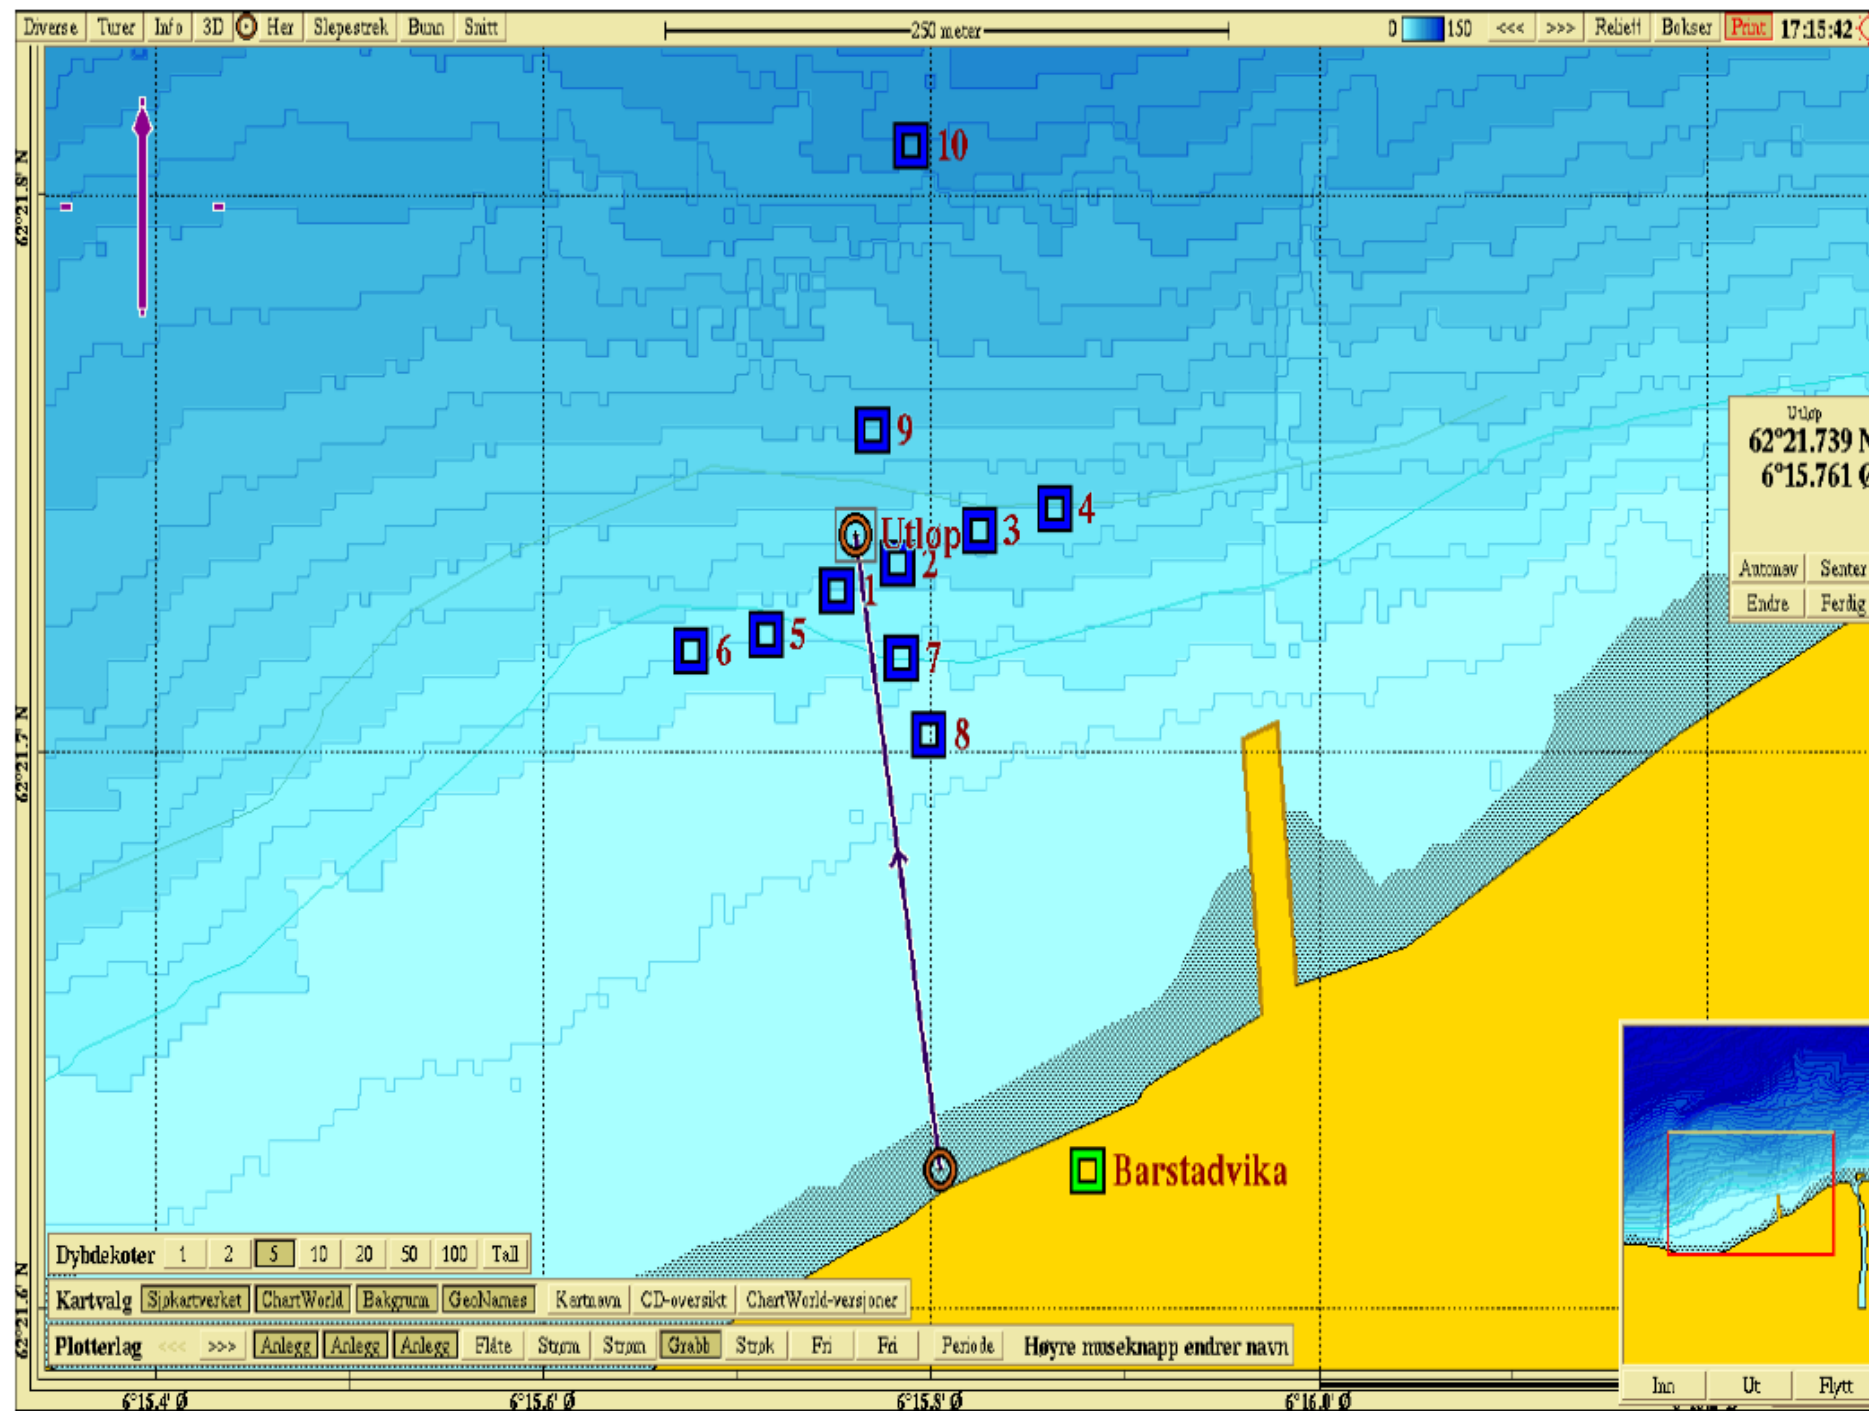 Diverse Turer Info 3D Her Slepestrek Bunn Snitt 250 meter 0 150 <<< >>> Relieff Bokser Print 17:15:42
10
62°21.8' N
9
Utløp
62°21.739 N
6°15.761 Ø
4
Utløp
3
2
1
Autonav Senter
Endre Ferdig
5
6
7
8
62°21.7' N
Barstadvika
Dybdekoter 1 2 5 10 20 50 100 Tall
Kartvalg Sjøkartverket ChartWorld Bakgrunn GeoNames Kartnavn CD-oversikt ChartWorld-versjoner
62°21.6' N
Plotterlag <<< >>> Anlegg Anlegg Anlegg Flåte Strøm Strøm Grabb Strøk Fri Fri Periode Høyre museknapp endrer navn
Inn Ut Flytt
6°15.4' Ø 6°15.6' Ø 6°15.8' Ø 6°16.0' Ø